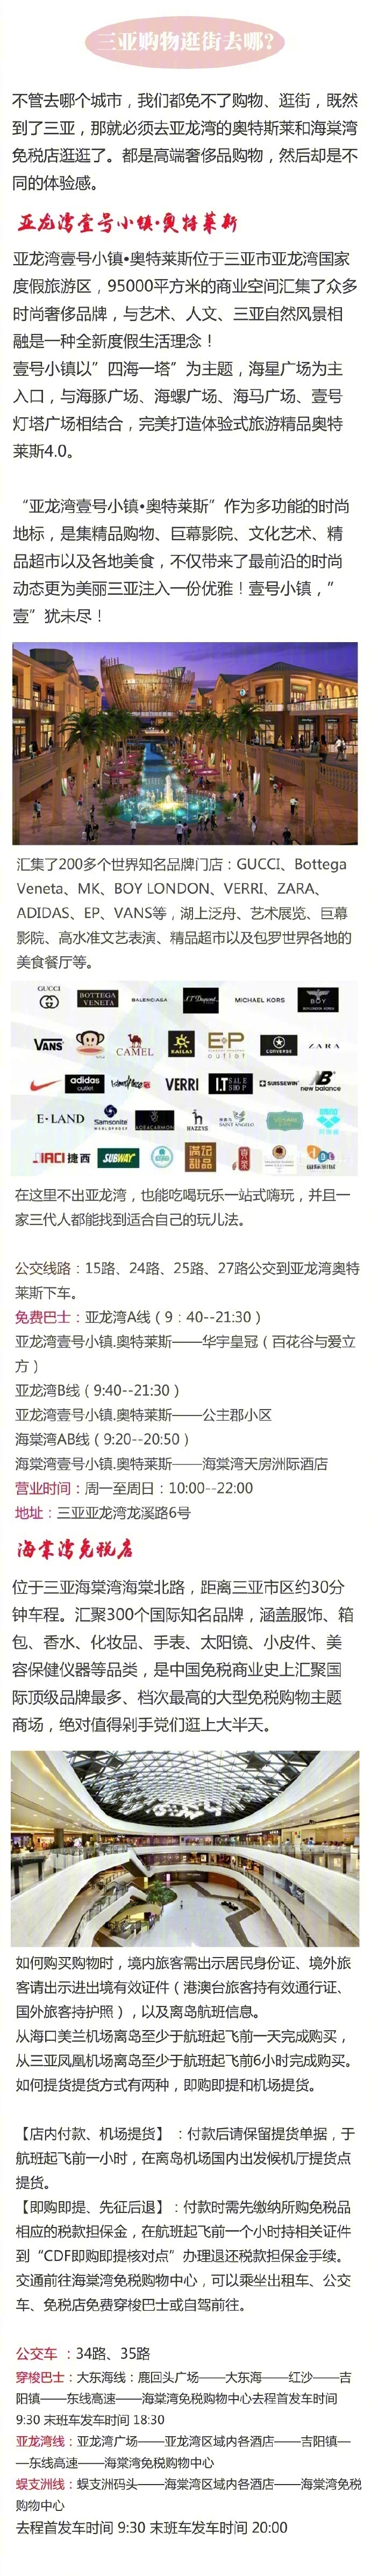 三亚购物逛街去哪?
不管去哪个城市，我们都免不了购物、逛街，既然
到了三亚，那就必须去亚龙湾的奥特斯莱和海棠湾
免税店逛逛了。都是高端奢侈品购物，然后却是不
同的体验感。
亚龙湾壹号小镇·奥特莱斯
亚龙湾壹号小镇•奥特莱斯位于三亚市亚龙湾国家
度假旅游区，95000平方米的商业空间汇集了众多
时尚奢侈品牌，与艺术、人文、三亚自然风景相
融是一种全新度假生活理念！
壹号小镇以”四海一塔”为主题，海星广场为主
入口，与海豚广场、海螺广场、海马广场、壹号
灯塔广场相结合，完美打造体验式旅游精品奥特
莱斯4.0。
“亚龙湾壹号小镇•奥特莱斯”作为多功能的时尚
地标，是集精品购物、巨幕影院、文化艺术、精
品超市以及各地美食，不仅带来了最前沿的时尚
动态更为美丽三亚注入一份优雅！壹号小镇，”
壹”犹未尽！
汇集了200多个世界知名品牌门店：GUCCI、Bottega
Veneta、MK、BOY LONDON、VERRI、ZARA、
ADIDAS、EP、VANS等，湖上泛舟、艺术展览、巨幕
影院、高水准文艺表演、精品超市以及包罗世界各地的
美食餐厅等。
GUCCI
BOTTEGA VENETA
BALENCIAGA
S.T.Dupont
MICHAEL KORS
BOY
VANS
CAMEL
KAILAS
E·P
outlet
CONVERSE
ZARA
adidas
outlet
VERRI
I.T SALE SHOP
SUISSEWIN
new balance
E·LAND
Samsonite
HAZZYS
SAINT ANGELO
JIACI捷西
SUBWAY
在这里不出亚龙湾，也能吃喝玩乐一站式嗨玩，并且一
家三代人都能找到适合自己的玩儿法。
公交线路：15路、24路、25路、27路公交到亚龙湾奥特
莱斯下车。
免费巴士：亚龙湾A线（9：40--21:30）
亚龙湾壹号小镇.奥特莱斯——华宇皇冠（百花谷与爱立
方）
亚龙湾B线（9:40--21:30）
亚龙湾壹号小镇.奥特莱斯——公主郡小区
海棠湾AB线（9:20--20:50）
海棠湾壹号小镇.奥特莱斯——海棠湾天房洲际酒店
营业时间：周一至周日：10:00--22:00
地址：三亚亚龙湾龙溪路6号
海棠湾免税店
位于三亚海棠湾海棠北路，距离三亚市区约30分
钟车程。汇聚300个国际知名品牌，涵盖服饰、箱
包、香水、化妆品、手表、太阳镜、小皮件、美
容保健仪器等品类，是中国免税商业史上汇聚国
际顶级品牌最多、档次最高的大型免税购物主题
商场，绝对值得剁手党们逛上大半天。
如何购买购物时，境内旅客需出示居民身份证、境外旅
客请出示进出境有效证件（港澳台旅客持有效通行证、
国外旅客持护照），以及离岛航班信息。
从海口美兰机场离岛至少于航班起飞前一天完成购买，
从三亚凤凰机场离岛至少于航班起飞前6小时完成购买。
如何提货提货方式有两种，即购即提和机场提货。
【店内付款、机场提货】：付款后请保留提货单据，于
航班起飞前一小时，在离岛机场国内出发候机厅提货点
提货。
【即购即提、先征后退】：付款时需先缴纳所购免税品
相应的税款担保金，在航班起飞前一个小时持相关证件
到“CDF即购即提核对点”办理退还税款担保金手续。
交通前往海棠湾免税购物中心，可以乘坐出租车、公交
车、免税店免费穿梭巴士或自驾前往。
公交车：34路、35路
穿梭巴士：大东海线：鹿回头广场——大东海——红沙——吉
阳镇——东线高速——海棠湾免税购物中心去程首发车时间
9:30 末班车发车时间 18:30
亚龙湾线：亚龙湾广场——亚龙湾区域内各酒店——吉阳镇—
—东线高速——海棠湾免税购物中心
蜈支洲线：蜈支洲码头——海棠湾区域内各酒店——海棠湾免税
购物中心
去程首发车时间 9:30 末班车发车时间 20:00